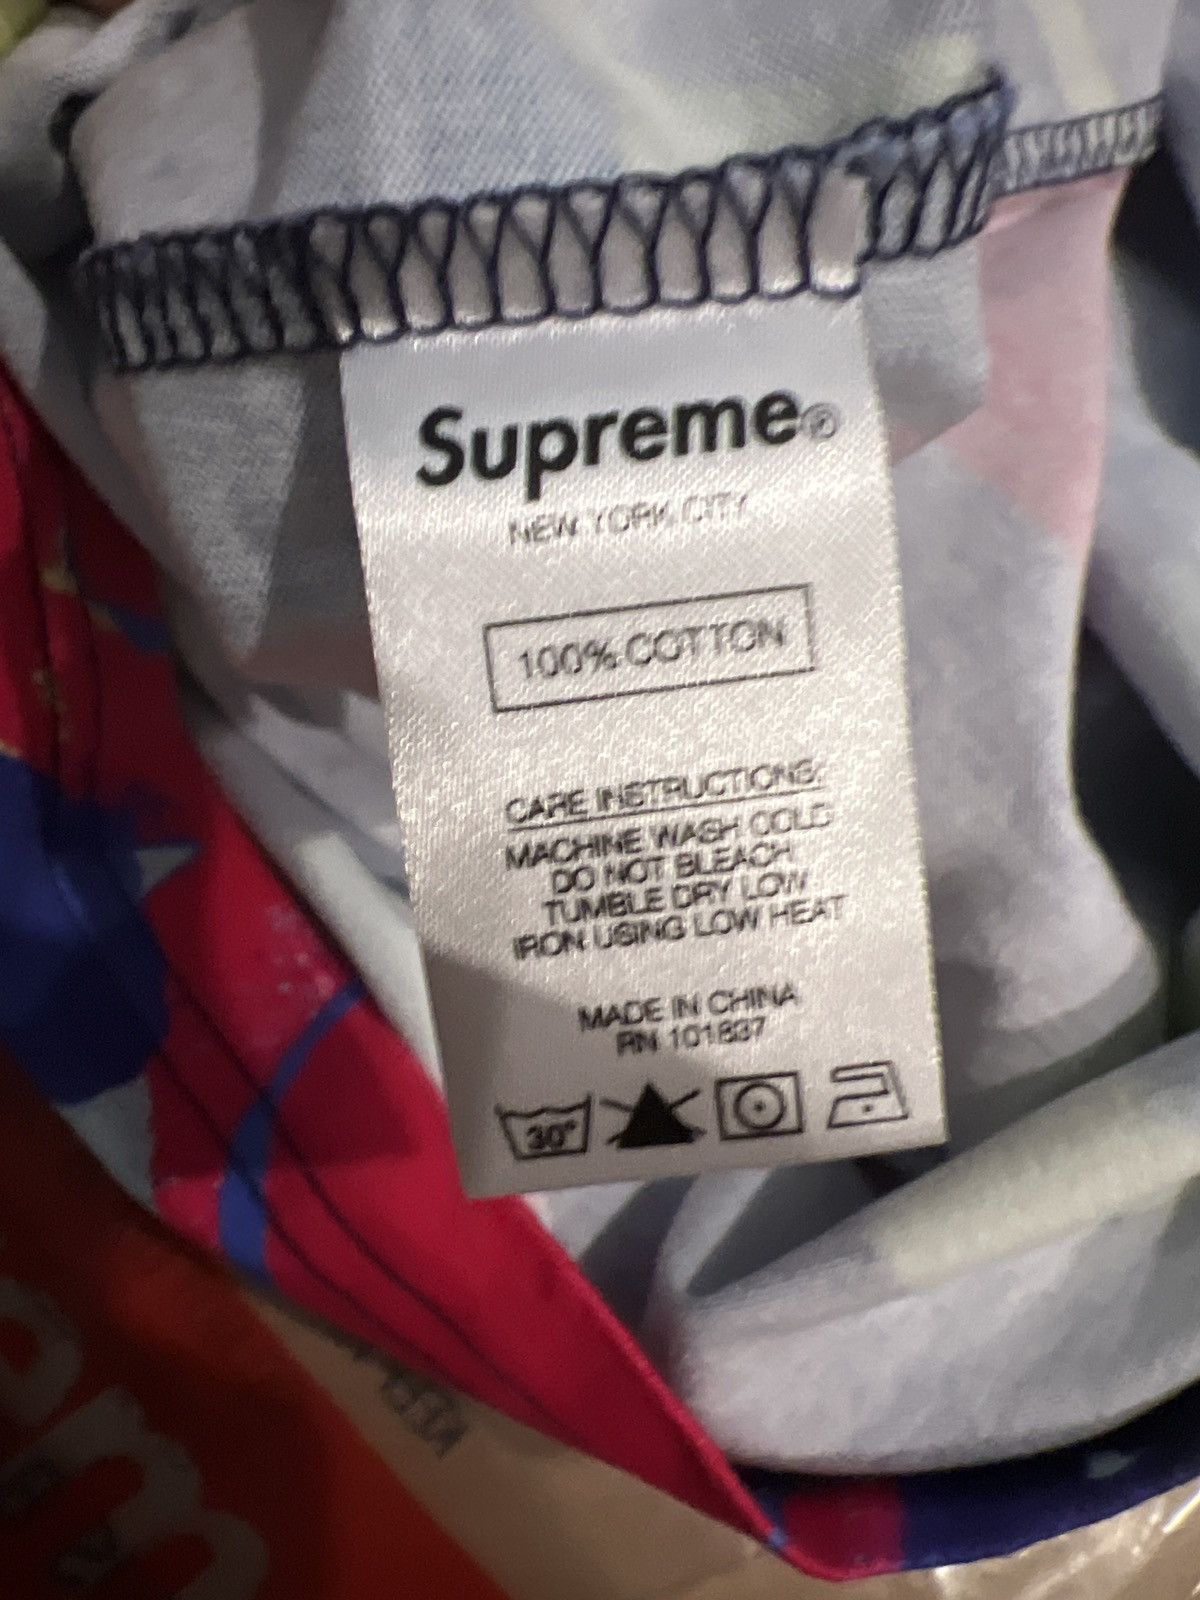 Supreme®
NEW YORK CITY
100% COTTON
CARE INSTRUCTIONS:
MACHINE WASH COLD
DO NOT BLEACH
TUMBLE DRY LOW
IRON USING LOW HEAT
MADE IN CHINA
RN 101837
30°